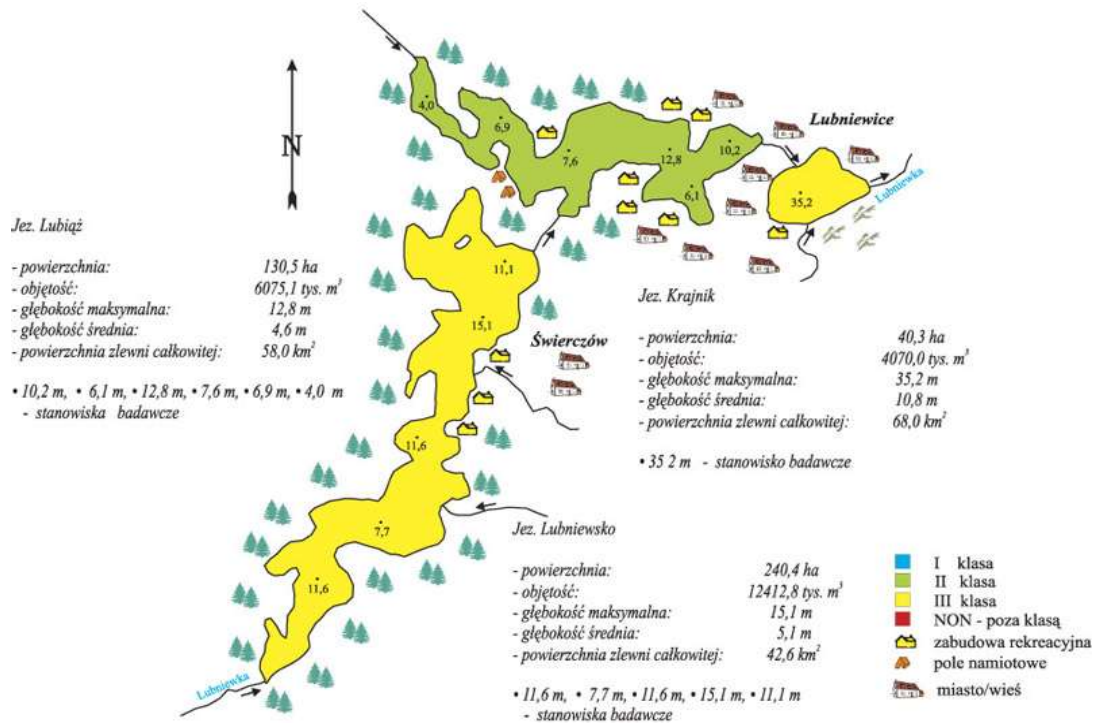 4,0
6,9
7,6
12,8
10,2
6,1
Lubniewice
35,2
Lubniewka
N
Jez. Lubiąż
- powierzchnia: 130,5 ha
- objętość: 6075,1 tys. m³
- głębokość maksymalna: 12,8 m
- głębokość średnia: 4,6 m
- powierzchnia zlewni całkowitej: 58,0 km²
• 10,2 m, • 6,1 m, • 12,8 m, • 7,6 m, • 6,9 m, • 4,0 m
- stanowiska badawcze
11,1
15,1
Świerczów
11,6
7,7
11,6
Lubniewka
Jez. Krajnik
- powierzchnia: 40,3 ha
- objętość: 4070,0 tys. m³
- głębokość maksymalna: 35,2 m
- głębokość średnia: 10,8 m
- powierzchnia zlewni całkowitej: 68,0 km²
• 35 2 m - stanowisko badawcze
Jez. Lubniewsko
- powierzchnia: 240,4 ha
- objętość: 12412,8 tys. m³
- głębokość maksymalna: 15,1 m
- głębokość średnia: 5,1 m
- powierzchnia zlewni całkowitej: 42,6 km²
• 11,6 m, • 7,7 m, • 11,6 m, • 15,1 m, • 11,1 m
- stanowiska badawcze
I klasa
II klasa
III klasa
NON - poza klasą
zabudowa rekreacyjna
pole namiotowe
miasto/wieś